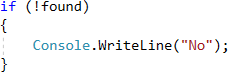 if (!found)
{
    Console.WriteLine("No");
}